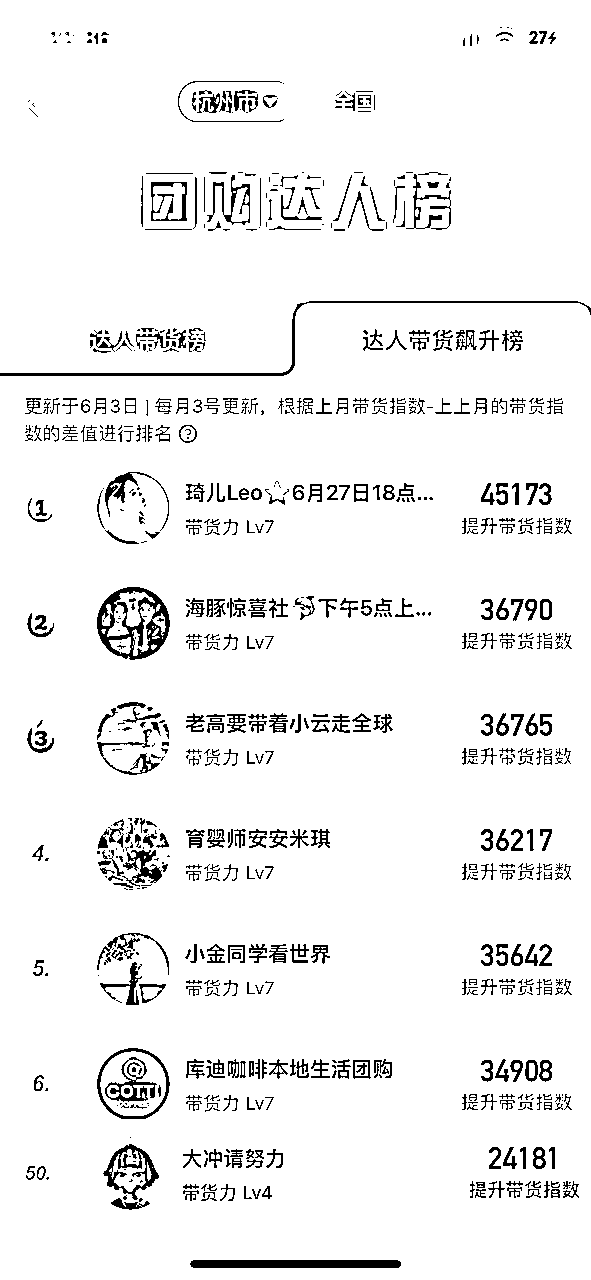 27
杭州市
全国
团购达人榜
达人带货榜
达人带货飙升榜
更新于6月3日 | 每月3号更新，根据上月带货指数-上上月的带货指
数的差值进行排名 ?
1 琦儿Leo☆6月27日18点... 45173
带货力 Lv7 提升带货指数
2 海豚惊喜社🐬下午5点上... 36790
带货力 Lv7 提升带货指数
3 老高要带着小云走全球 36765
带货力 Lv7 提升带货指数
4. 育婴师安安米琪 36217
带货力 Lv7 提升带货指数
5. 小金同学看世界 35642
带货力 Lv7 提升带货指数
COTTI
6. 库迪咖啡本地生活团购 34908
带货力 Lv7 提升带货指数
50. 大冲请努力 24181
带货力 Lv4 提升带货指数